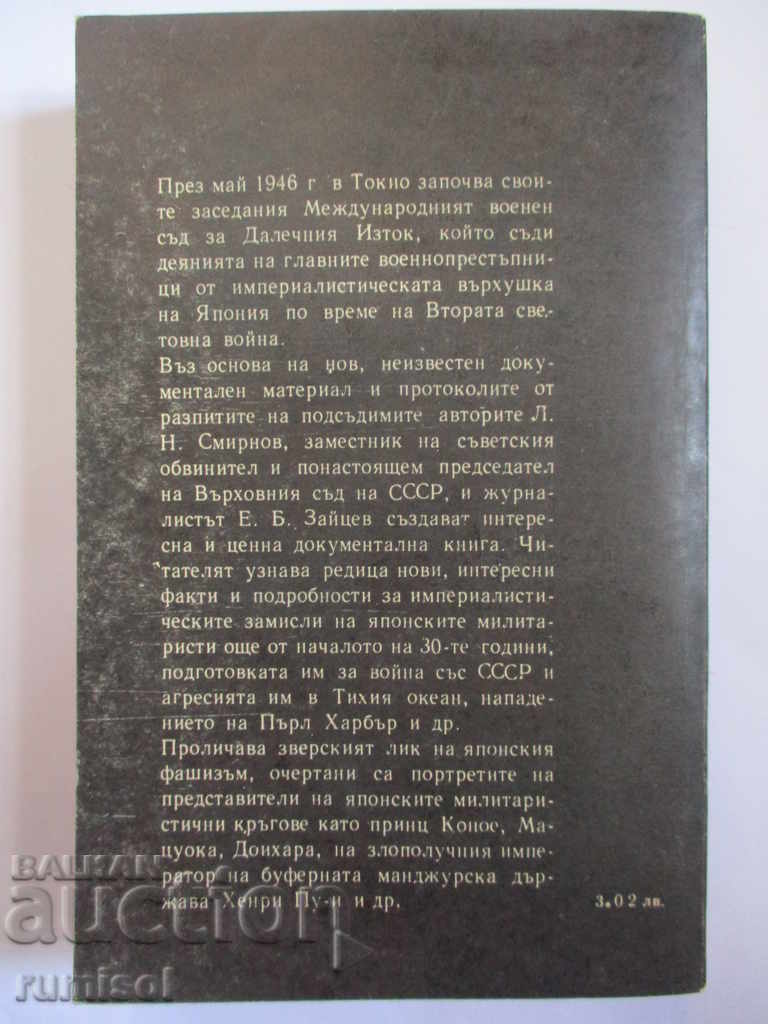 През май 1946 г в Токио започва свои-
те заседания Международният военен
съд за Далечния Изток, който съди
деянията на главните военнопрестъпни-
ци от империалистическата върхушка
на Япония по време на Втората све-
товна война.
Въз основа на нов, неизвестен доку-
ментален материал и протоколите от
разпитите на подсъдимите авторите Л.
Н. Смирнов, заместник на съветския
обвинител и понастоящем председател
на Върховния съд на СССР, и журна-
листът Е. Б. Зайцев създават интере-
сна и ценна документална книга. Чи-
тателят узнава редица нови, интересни
факти и подробности за империалисти-
ческите замисли на японските милита-
ристи още от началото на 30-те години,
подготовката им за война със СССР и
агресията им в Тихия океан, нападе-
нието на Пърл Харбър и др.
Проличава зверският лик на японския
фашизъм, очертани са портретите на
представители на японските милитари-
стични кръгове като принц Коное, Ма-
цуока, Доихара, на злополучния импе-
ратор на буферната манджурска дър-
жава Хенри Пу-и и др,
3.02 лв.
BALKAN
auction
rumisol